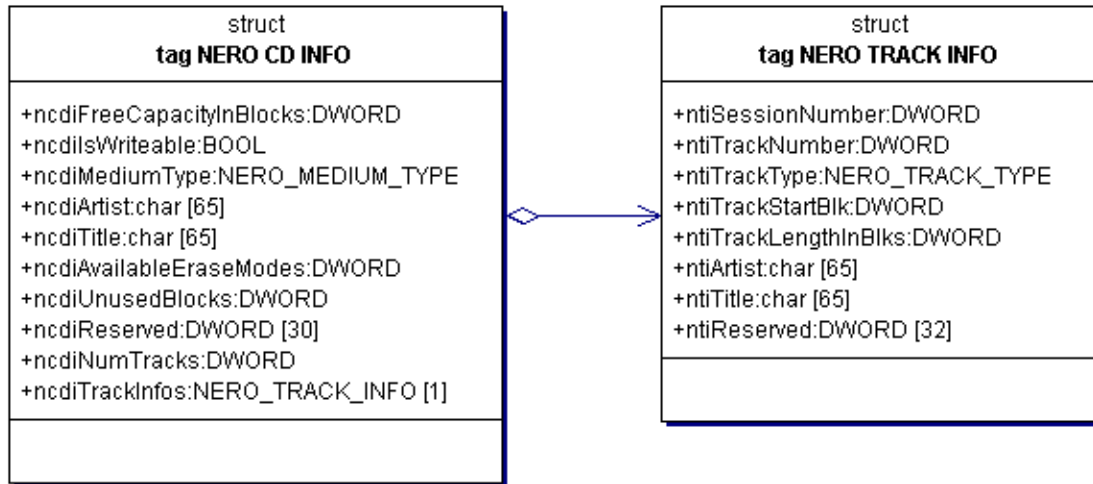 struct
tag NERO CD INFO
+ncdiFreeCapacityInBlocks:DWORD
+ncdiIsWriteable:BOOL
+ncdiMediumType:NERO_MEDIUM_TYPE
+ncdiArtist:char [65]
+ncdiTitle:char [65]
+ncdiAvailableEraseModes:DWORD
+ncdiUnusedBlocks:DWORD
+ncdiReserved:DWORD [30]
+ncdiNumTracks:DWORD
+ncdiTrackInfos:NERO_TRACK_INFO [1]
struct
tag NERO TRACK INFO
+ntiSessionNumber:DWORD
+ntiTrackNumber:DWORD
+ntiTrackType:NERO_TRACK_TYPE
+ntiTrackStartBlk:DWORD
+ntiTrackLengthInBlks:DWORD
+ntiArtist:char [65]
+ntiTitle:char [65]
+ntiReserved:DWORD [32]